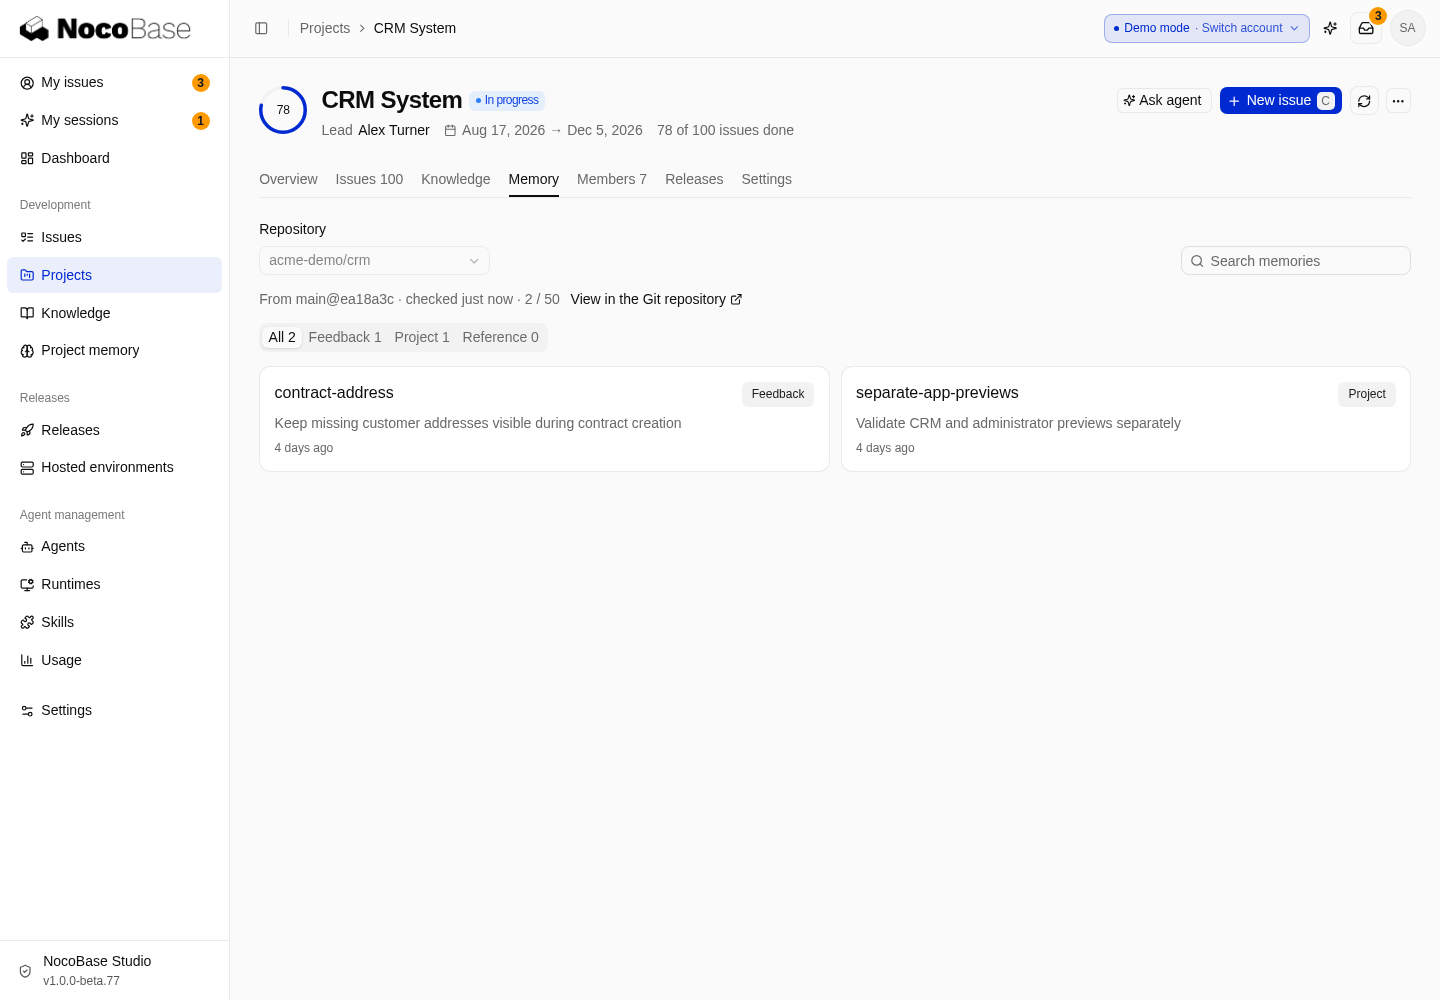 NocoBase
My issues 3
My sessions 1
Dashboard
Development
Issues
Projects
Knowledge
Project memory
Releases
Releases
Hosted environments
Agent management
Agents
Runtimes
Skills
Usage
Settings
NocoBase Studio
v1.0.0-beta.77
Projects > CRM System
Demo mode · Switch account
3
SA
78
CRM System In progress
Lead Alex Turner Aug 17, 2026 → Dec 5, 2026 78 of 100 issues done
Ask agent
New issue C
Overview Issues 100 Knowledge Memory Members 7 Releases Settings
Repository
acme-demo/crm
Search memories
From main@ea18a3c · checked just now · 2 / 50 View in the Git repository
All 2 Feedback 1 Project 1 Reference 0
contract-address Feedback
Keep missing customer addresses visible during contract creation
4 days ago
separate-app-previews Project
Validate CRM and administrator previews separately
4 days ago